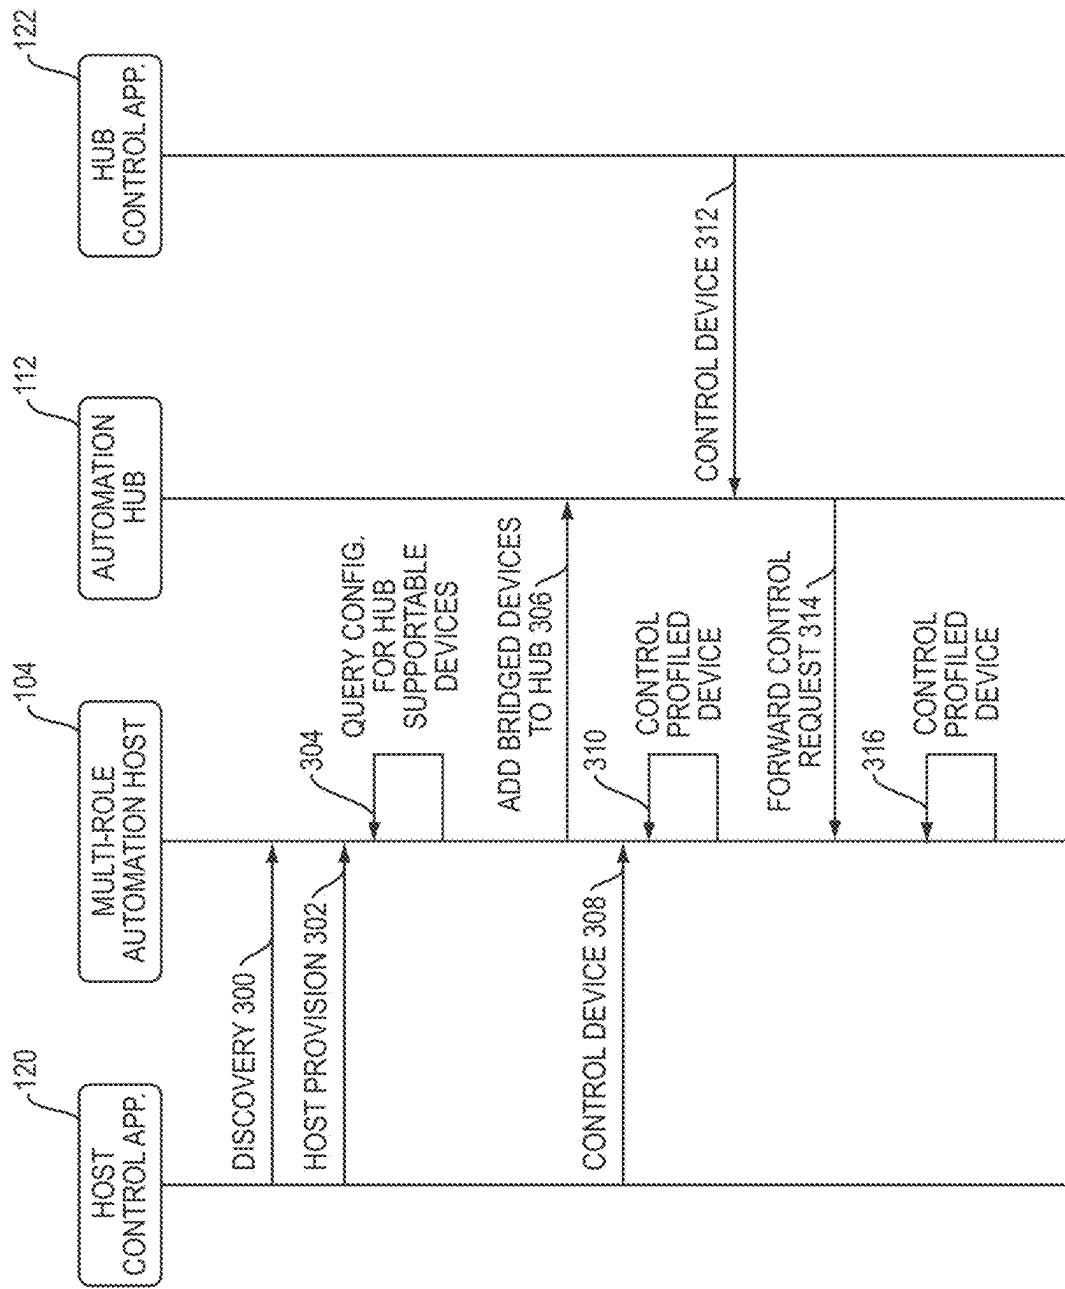 120
HOST
CONTROL APP.
104
MULTI-ROLE
AUTOMATION HOST
112
AUTOMATION
HUB
122
HUB
CONTROL APP.
DISCOVERY 300
HOST PROVISION 302
304
QUERY CONFIG.
FOR HUB
SUPPORTABLE
DEVICES
ADD BRIDGED DEVICES
TO HUB 306
CONTROL DEVICE 308
310
CONTROL
PROFILED
DEVICE
CONTROL DEVICE 312
FORWARD CONTROL
REQUEST 314
316
CONTROL
PROFILED
DEVICE